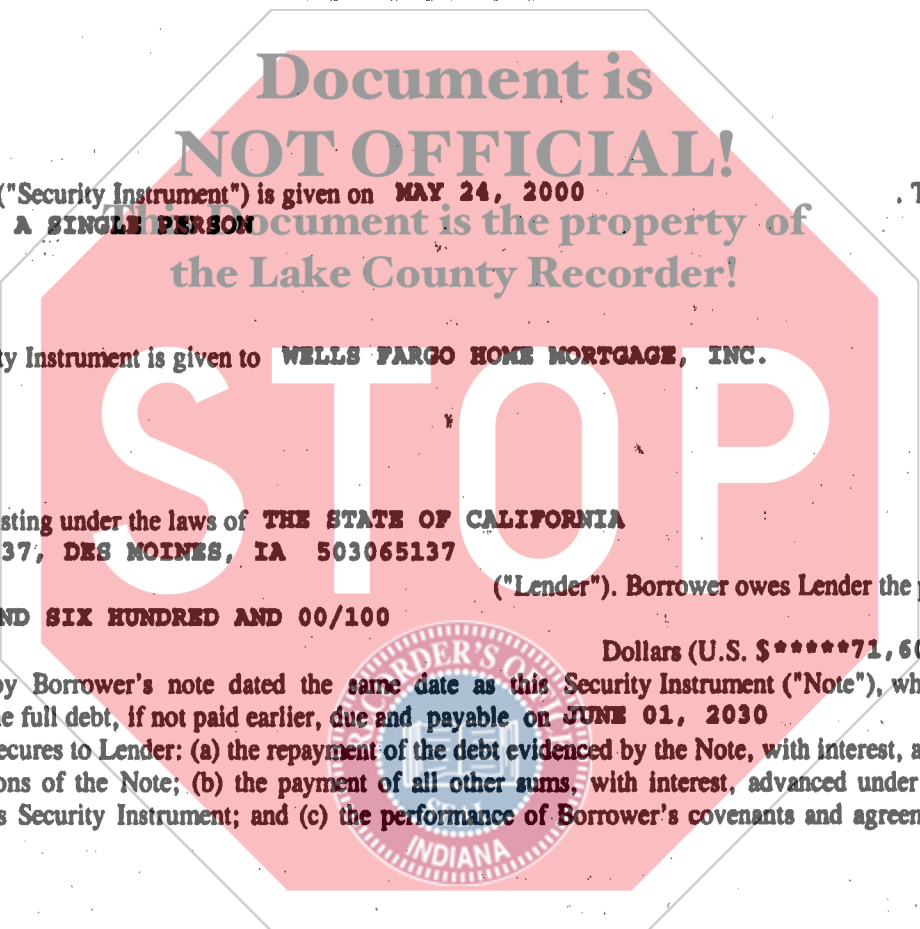 Document is
NOT OFFICIAL!
("Security Instrument") is given on MAY 24, 2000 . T
A SINGLE PERSON
This Document is the property of
the Lake County Recorder!
ty Instrument is given to WELLS FARGO HOME MORTGAGE, INC.
STOP
sting under the laws of THE STATE OF CALIFORNIA
37, DES MOINES, IA 503065137
("Lender"). Borrower owes Lender the p
ND SIX HUNDRED AND 00/100
Dollars (U.S. $*****71,60
by Borrower's note dated the same date as this Security Instrument ("Note"), wh
e full debt, if not paid earlier, due and payable on JUNE 01, 2030 .
ecures to Lender: (a) the repayment of the debt evidenced by the Note, with interest, a
ons of the Note; (b) the payment of all other sums, with interest, advanced under
s Security Instrument; and (c) the performance of Borrower's covenants and agreen
RECORDER'S OFFICE
SEAL
INDIANA